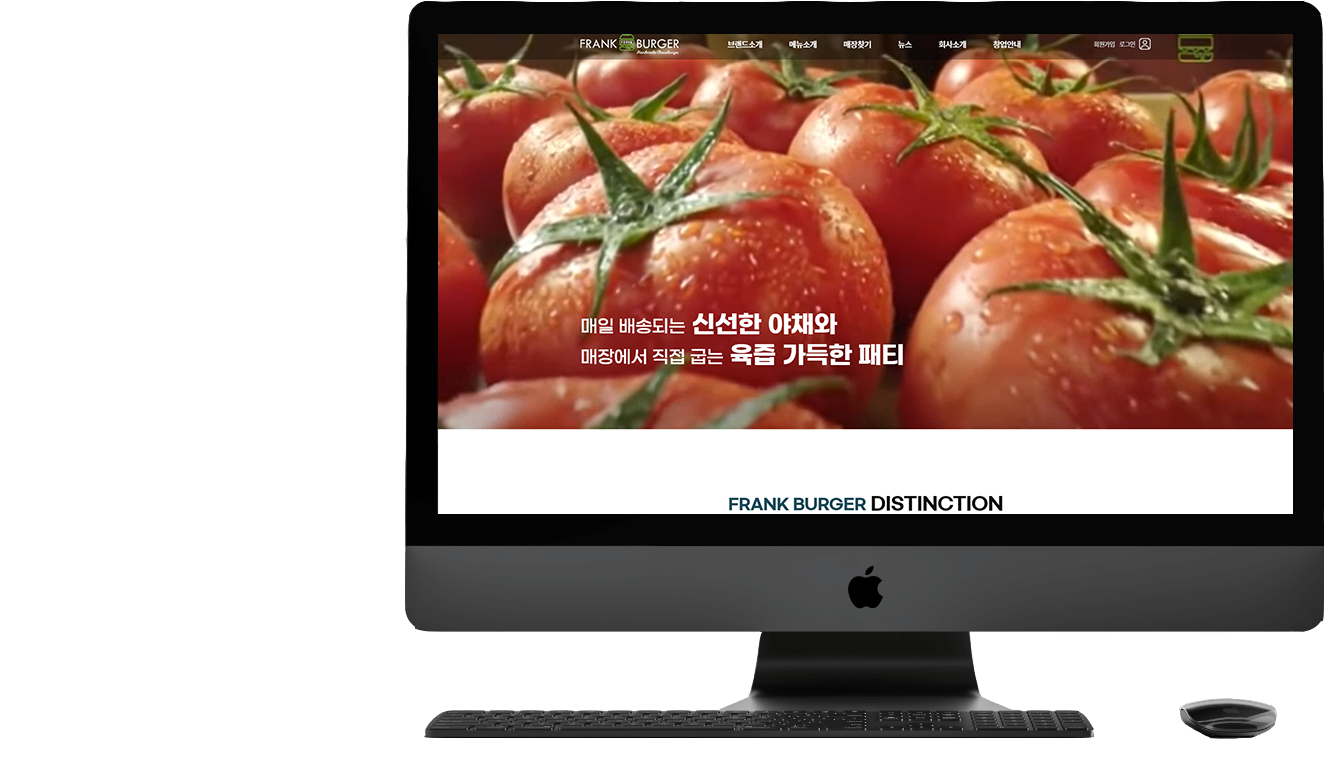 FRANK BURGER
브랜드소개 메뉴소개 매장찾기 뉴스 회사소개 창업안내
회원가입 로그인
매일 배송되는 신선한 야채와
매장에서 직접 굽는 육즙 가득한 패티
FRANK BURGER DISTINCTION